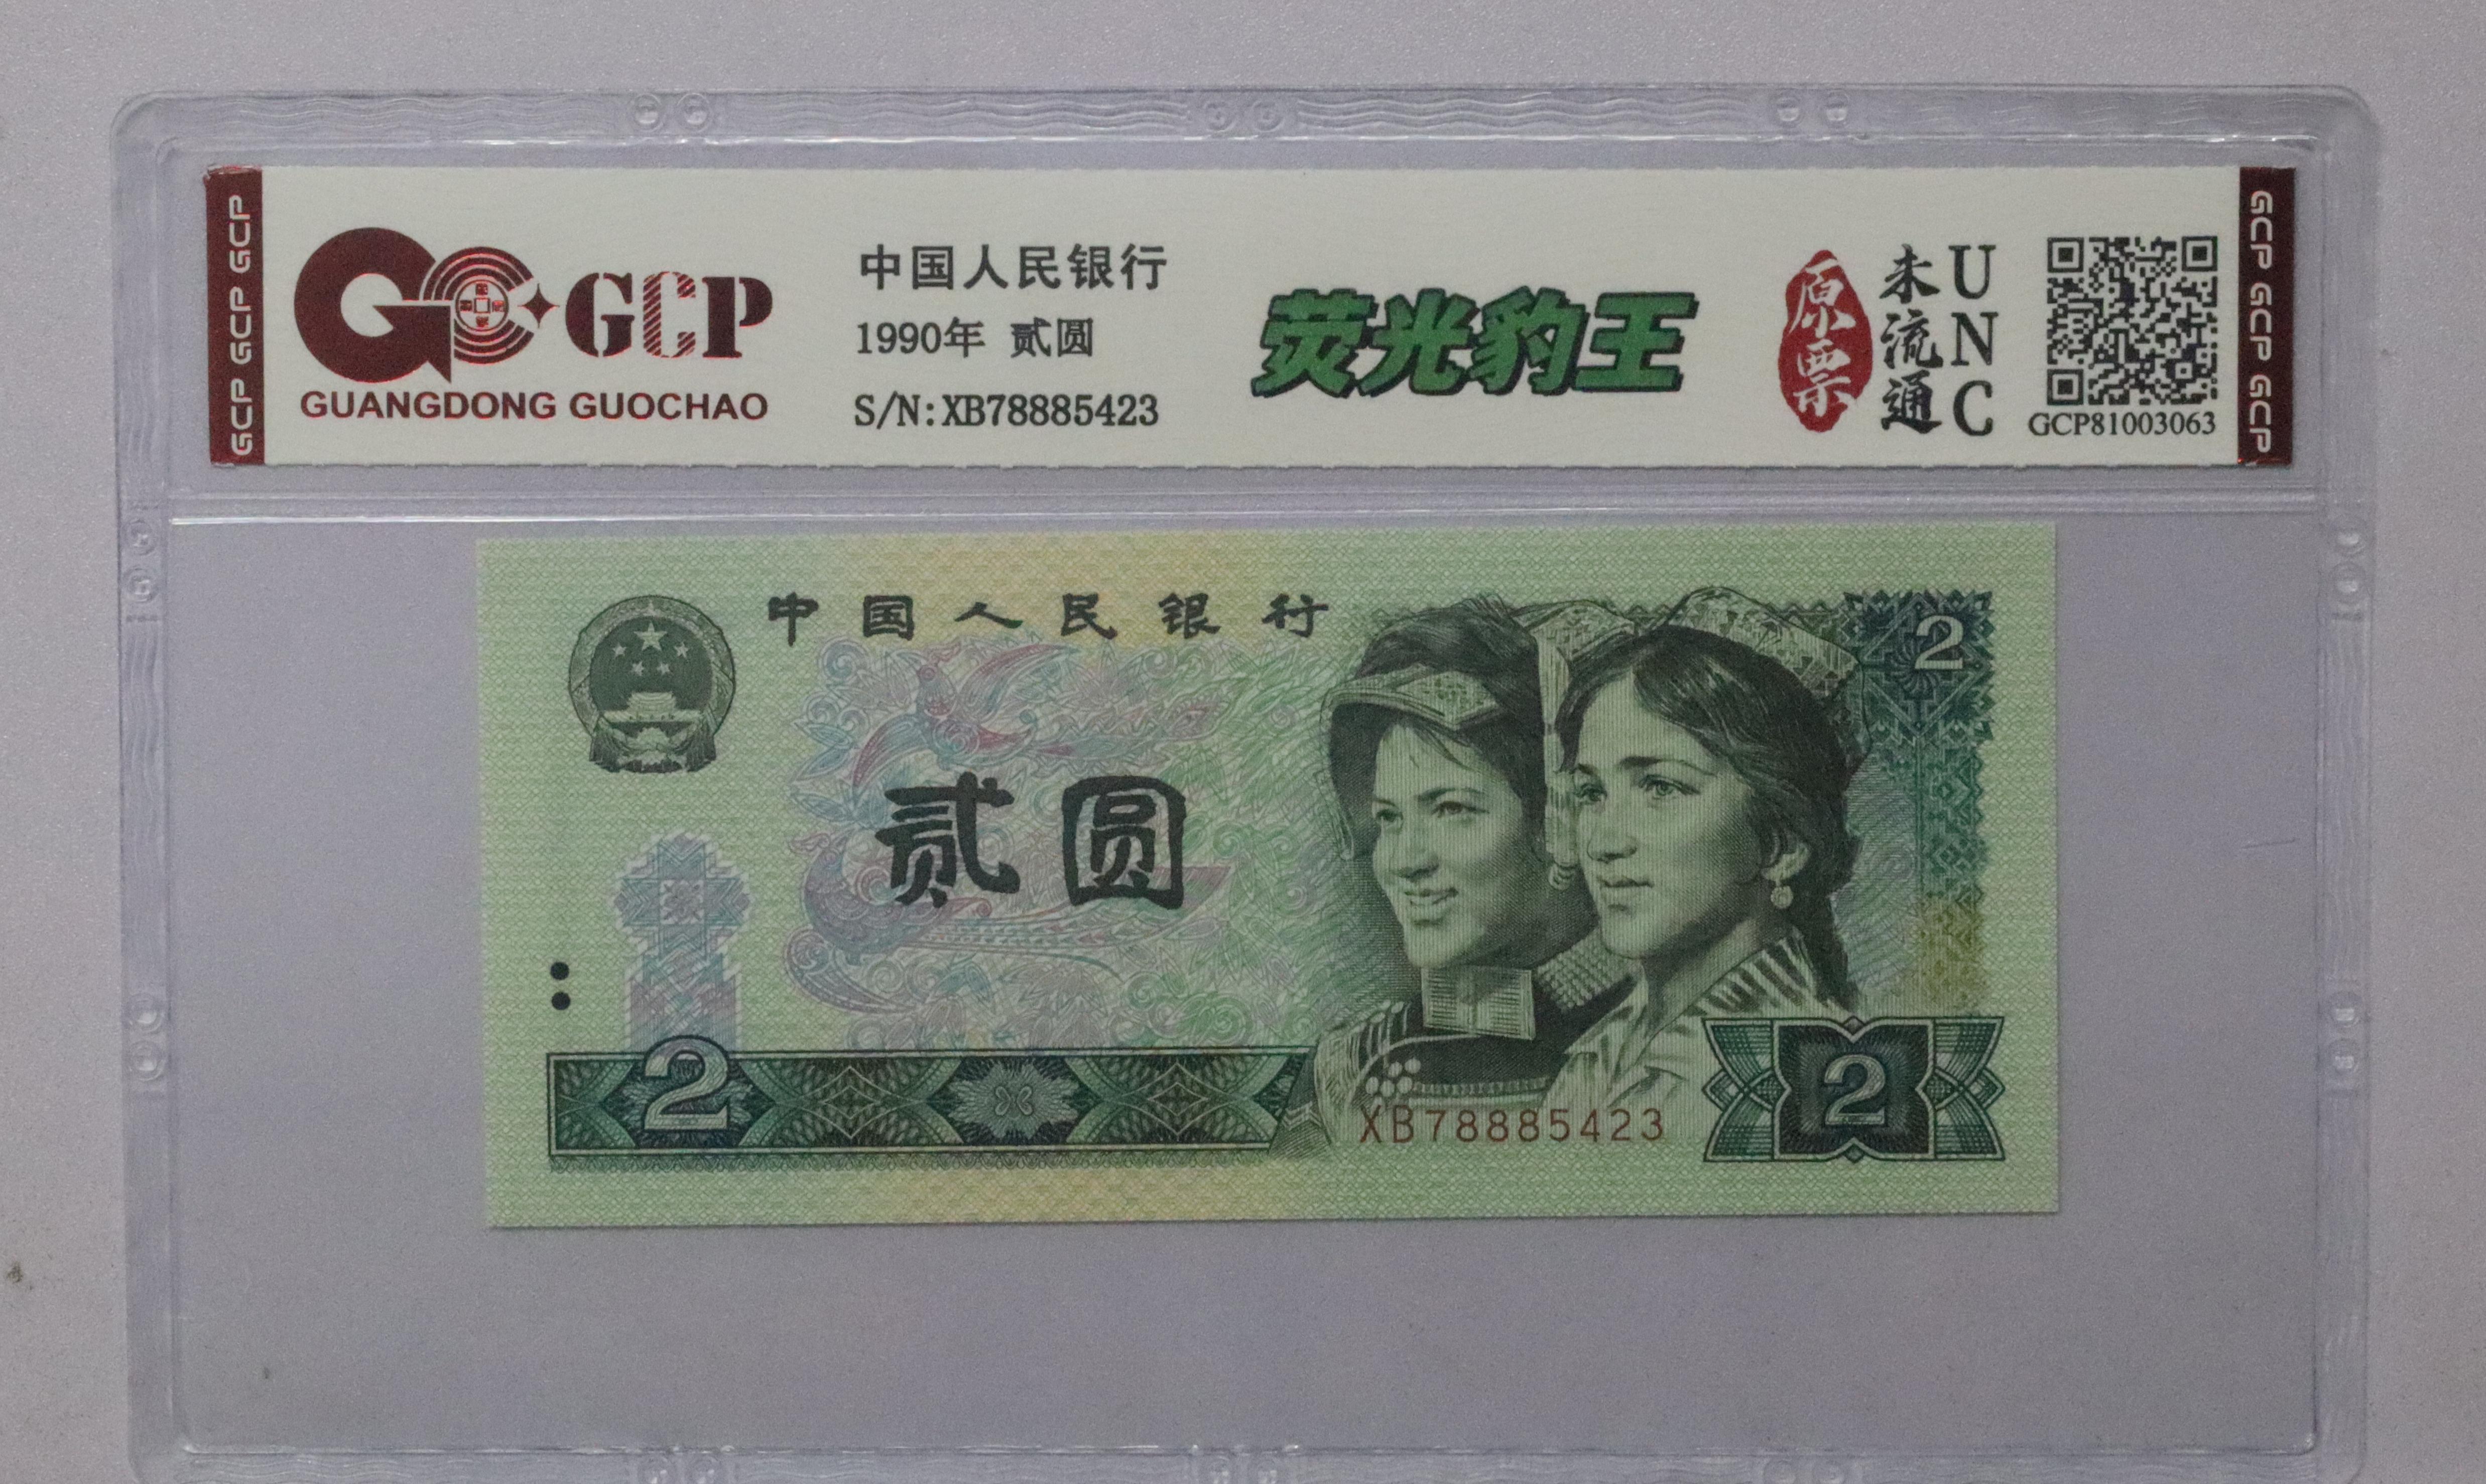 GCP GCP GCP
GCP
GUANGDONG GUOCHAO
中国人民银行
1990年 贰圆
S/N:XB78885423
荧光豹王
原票
未流通
UNC
GCP81003063
GCP GCP GCP
中国人民银行
2
贰圆
2
XB78885423
2